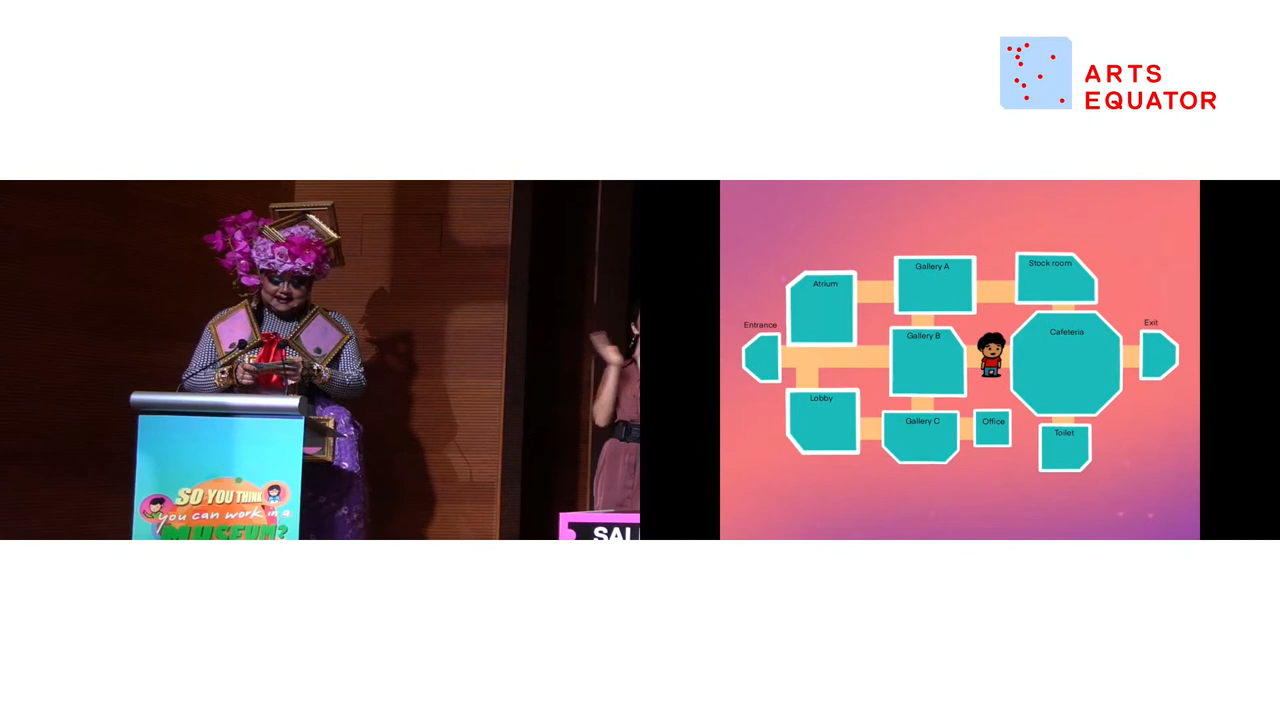 ARTS
EQUATOR
SO YOU THINK
you can work in a
MUSEUM?
Gallery A
Stock room
Atrium
Entrance
Gallery B
Cafeteria
Exit
Lobby
Gallery C
Office
Toilet